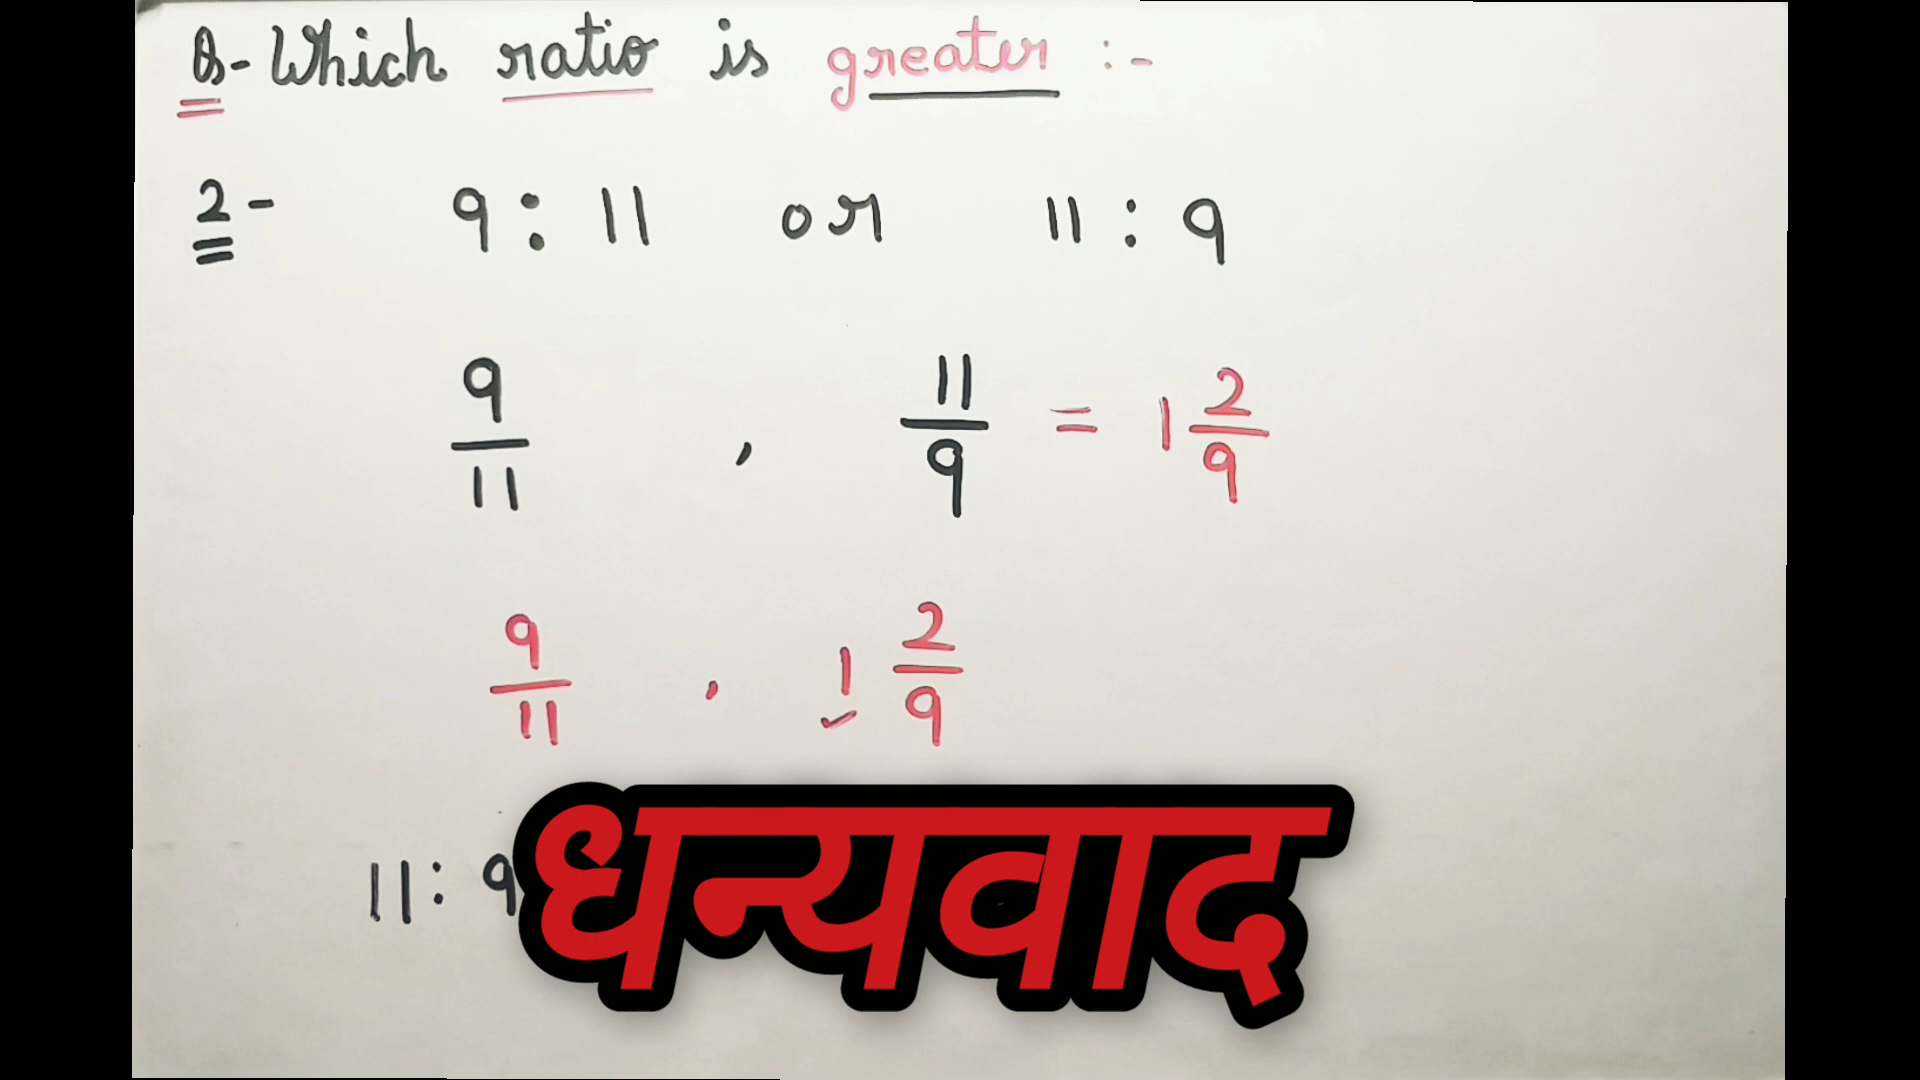 Q- Which ratio is greater :-
2- 9 : 11 or 11 : 9
9/11 , 11/9 = 1 2/9
9/11 , 1 2/9
11 : 9
धन्यवाद